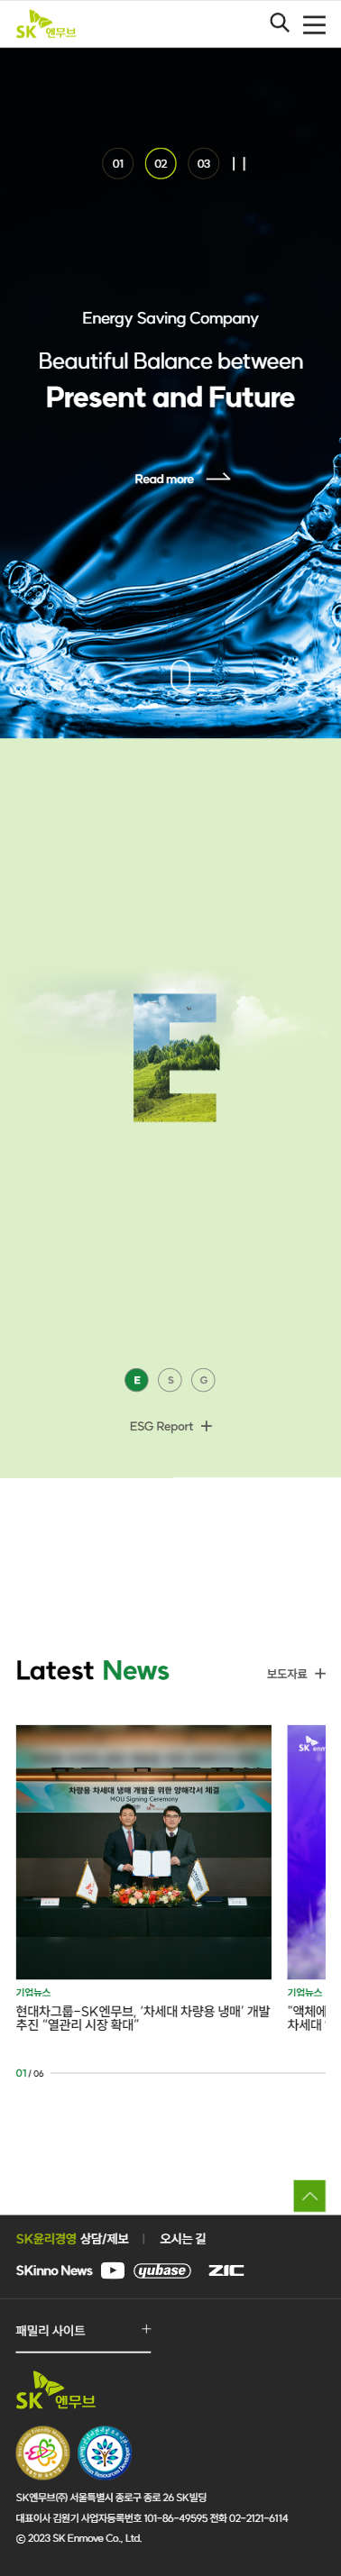 SK 엔무브
01 02 03
Energy Saving Company
Beautiful Balance between
Present and Future
Read more
E
E S G
ESG Report
Latest News
보도자료
차량용 차세대 냉매 개발을 위한 양해각서 체결
MOU Signing Ceremony
SK enm
기업뉴스
현대차그룹-SK엔무브, '차세대 차량용 냉매' 개발
추진 "열관리 시장 확대"
기업뉴스
"액체에
차세대
01 / 06
SK윤리경영 상담/제보 | 오시는 길
SKinno News yubase ZIC
패밀리 사이트
SK 엔무브
SK엔무브(주) 서울특별시 종로구 종로 26 SK빌딩
대표이사 김원기 사업자등록번호 101-86-49595 전화 02-2121-6114
© 2023 SK Enmove Co., Ltd.